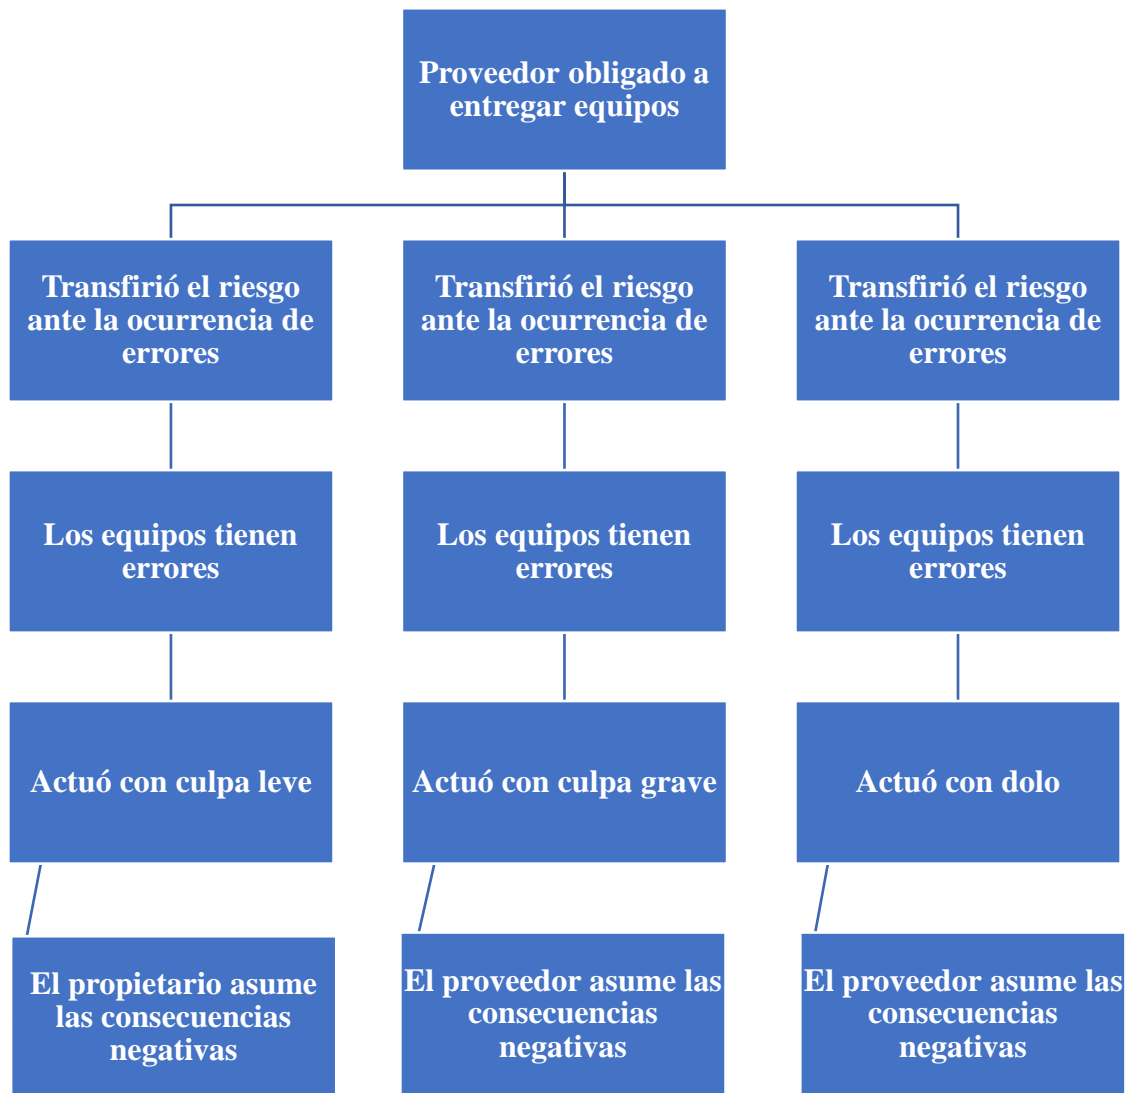 Proveedor obligado a
entregar equipos
Transfirió el riesgo
ante la ocurrencia de
errores
Transfirió el riesgo
ante la ocurrencia de
errores
Transfirió el riesgo
ante la ocurrencia de
errores
Los equipos tienen
errores
Los equipos tienen
errores
Los equipos tienen
errores
Actuó con culpa leve
Actuó con culpa grave
Actuó con dolo
El propietario asume
las consecuencias
negativas
El proveedor asume las
consecuencias
negativas
El proveedor asume las
consecuencias
negativas